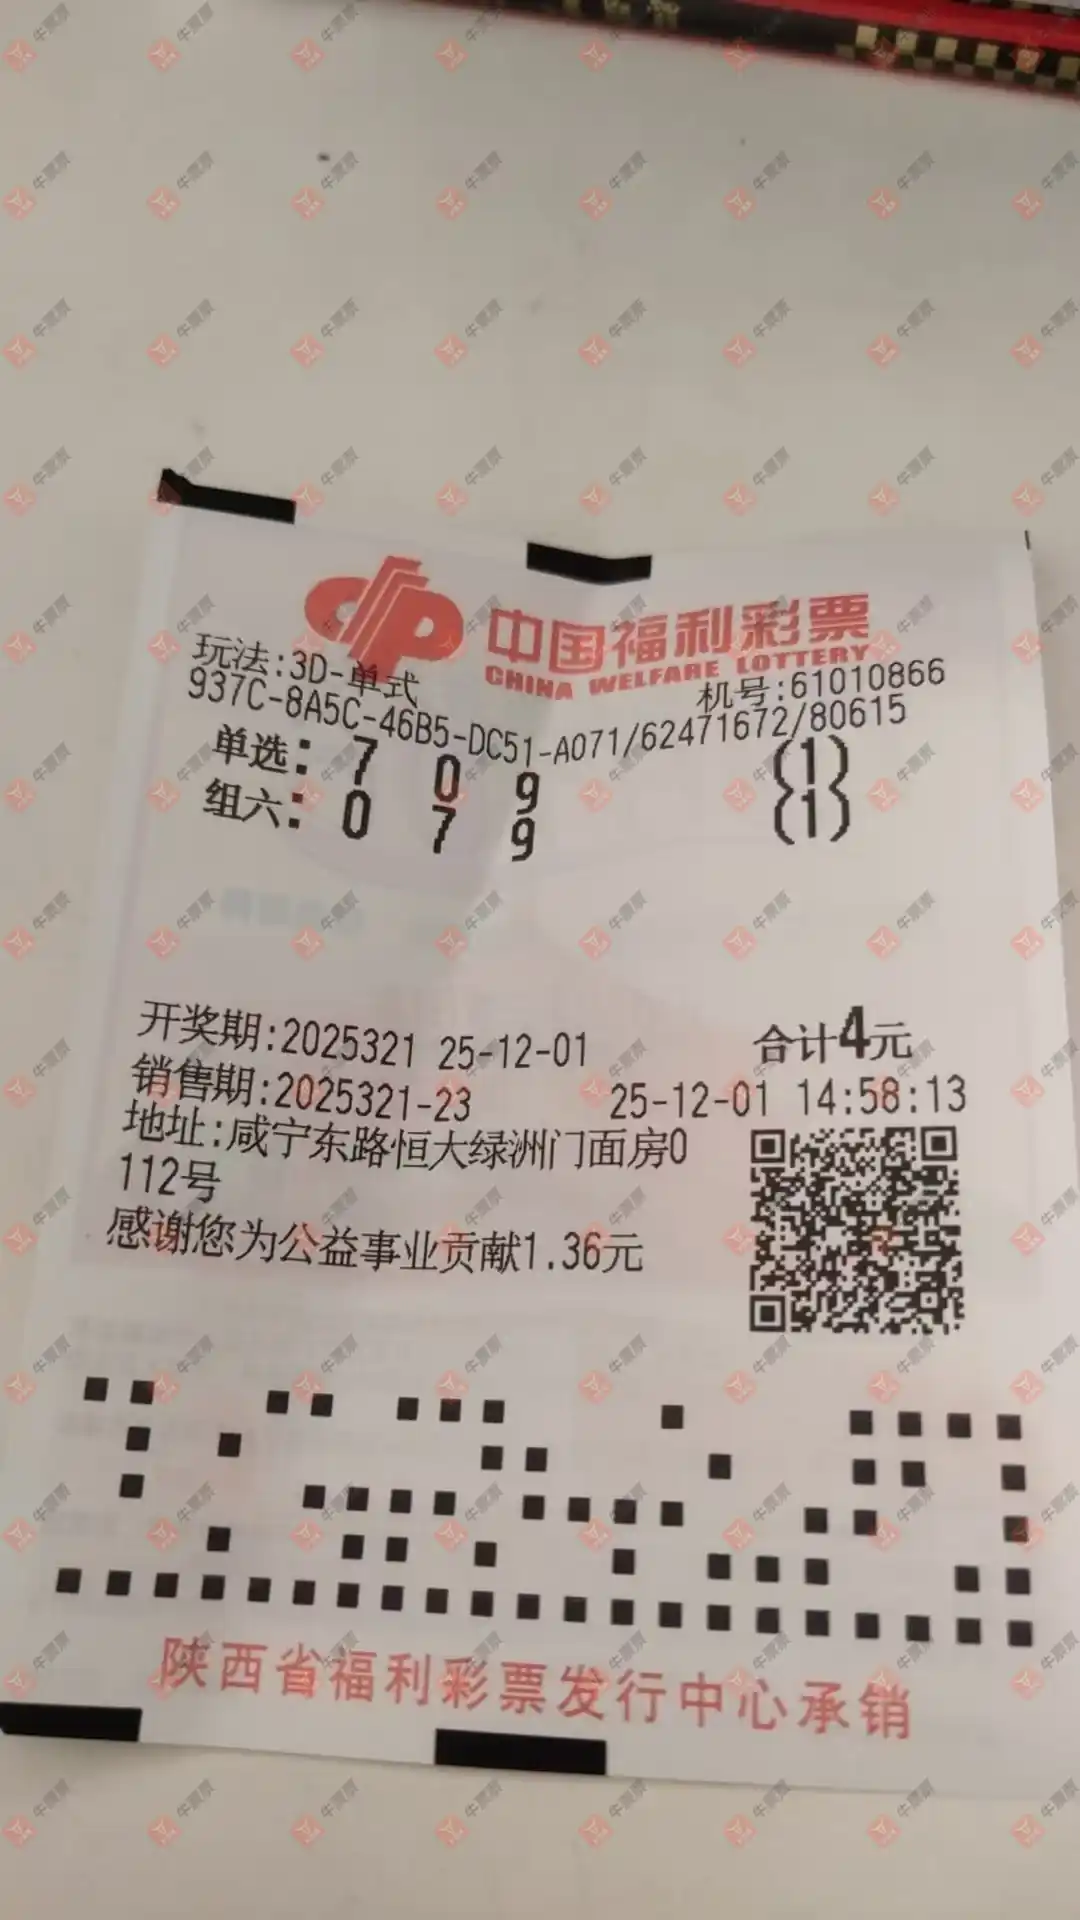 中国福利彩票
CHINA WELFARE LOTTERY
玩法:3D-单式
机号:61010866
937C-8A5C-46B5-DC51-A071/62471672/80615
单选: 7 0 9 (1)
组六: 0 7 9 (1)
开奖期:2025321 25-12-01 合计4元
销售期:2025321-23 25-12-01 14:58:13
地址:咸宁东路恒大绿洲门面房0
112号
感谢您为公益事业贡献1.36元
陕西省福利彩票发行中心承销
牛票票